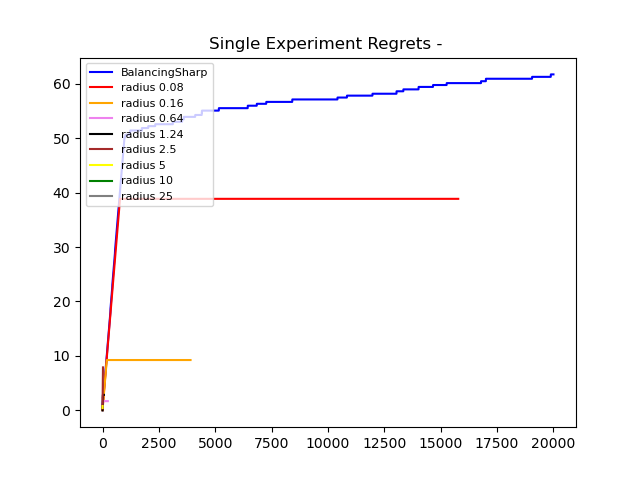 Single Experiment Regrets -
BalancingSharp
radius 0.08
radius 0.16
radius 0.64
radius 1.24
radius 2.5
radius 5
radius 10
radius 25
60
50
40
30
20
10
0
0 2500 5000 7500 10000 12500 15000 17500 20000